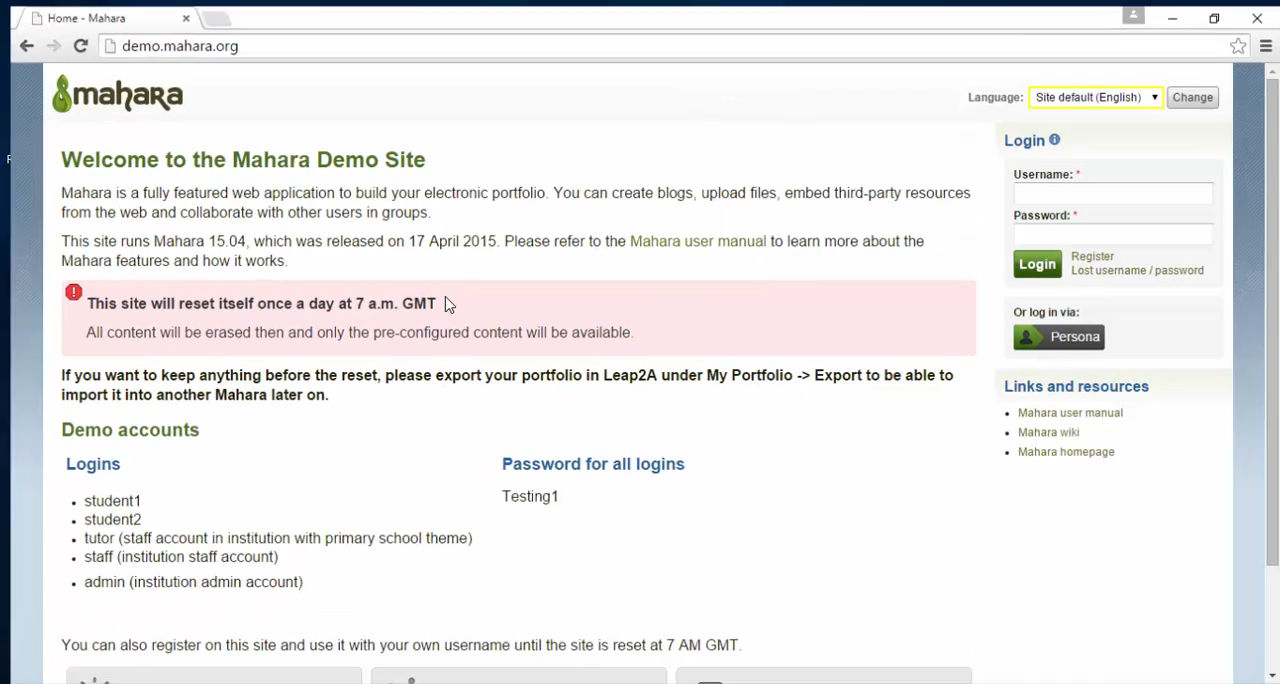 Home - Mahara
demo.mahara.org
mahara
Language: Site default (English) Change
Welcome to the Mahara Demo Site
Mahara is a fully featured web application to build your electronic portfolio. You can create blogs, upload files, embed third-party resources
from the web and collaborate with other users in groups.
This site runs Mahara 15.04, which was released on 17 April 2015. Please refer to the Mahara user manual to learn more about the
Mahara features and how it works.
This site will reset itself once a day at 7 a.m. GMT
All content will be erased then and only the pre-configured content will be available.
If you want to keep anything before the reset, please export your portfolio in Leap2A under My Portfolio -> Export to be able to
import it into another Mahara later on.
Demo accounts
Logins
student1
student2
tutor (staff account in institution with primary school theme)
staff (institution staff account)
admin (institution admin account)
Password for all logins
Testing1
You can also register on this site and use it with your own username until the site is reset at 7 AM GMT.
Login
Username: *
Password: *
Login
Register
Lost username / password
Or log in via:
Persona
Links and resources
Mahara user manual
Mahara wiki
Mahara homepage